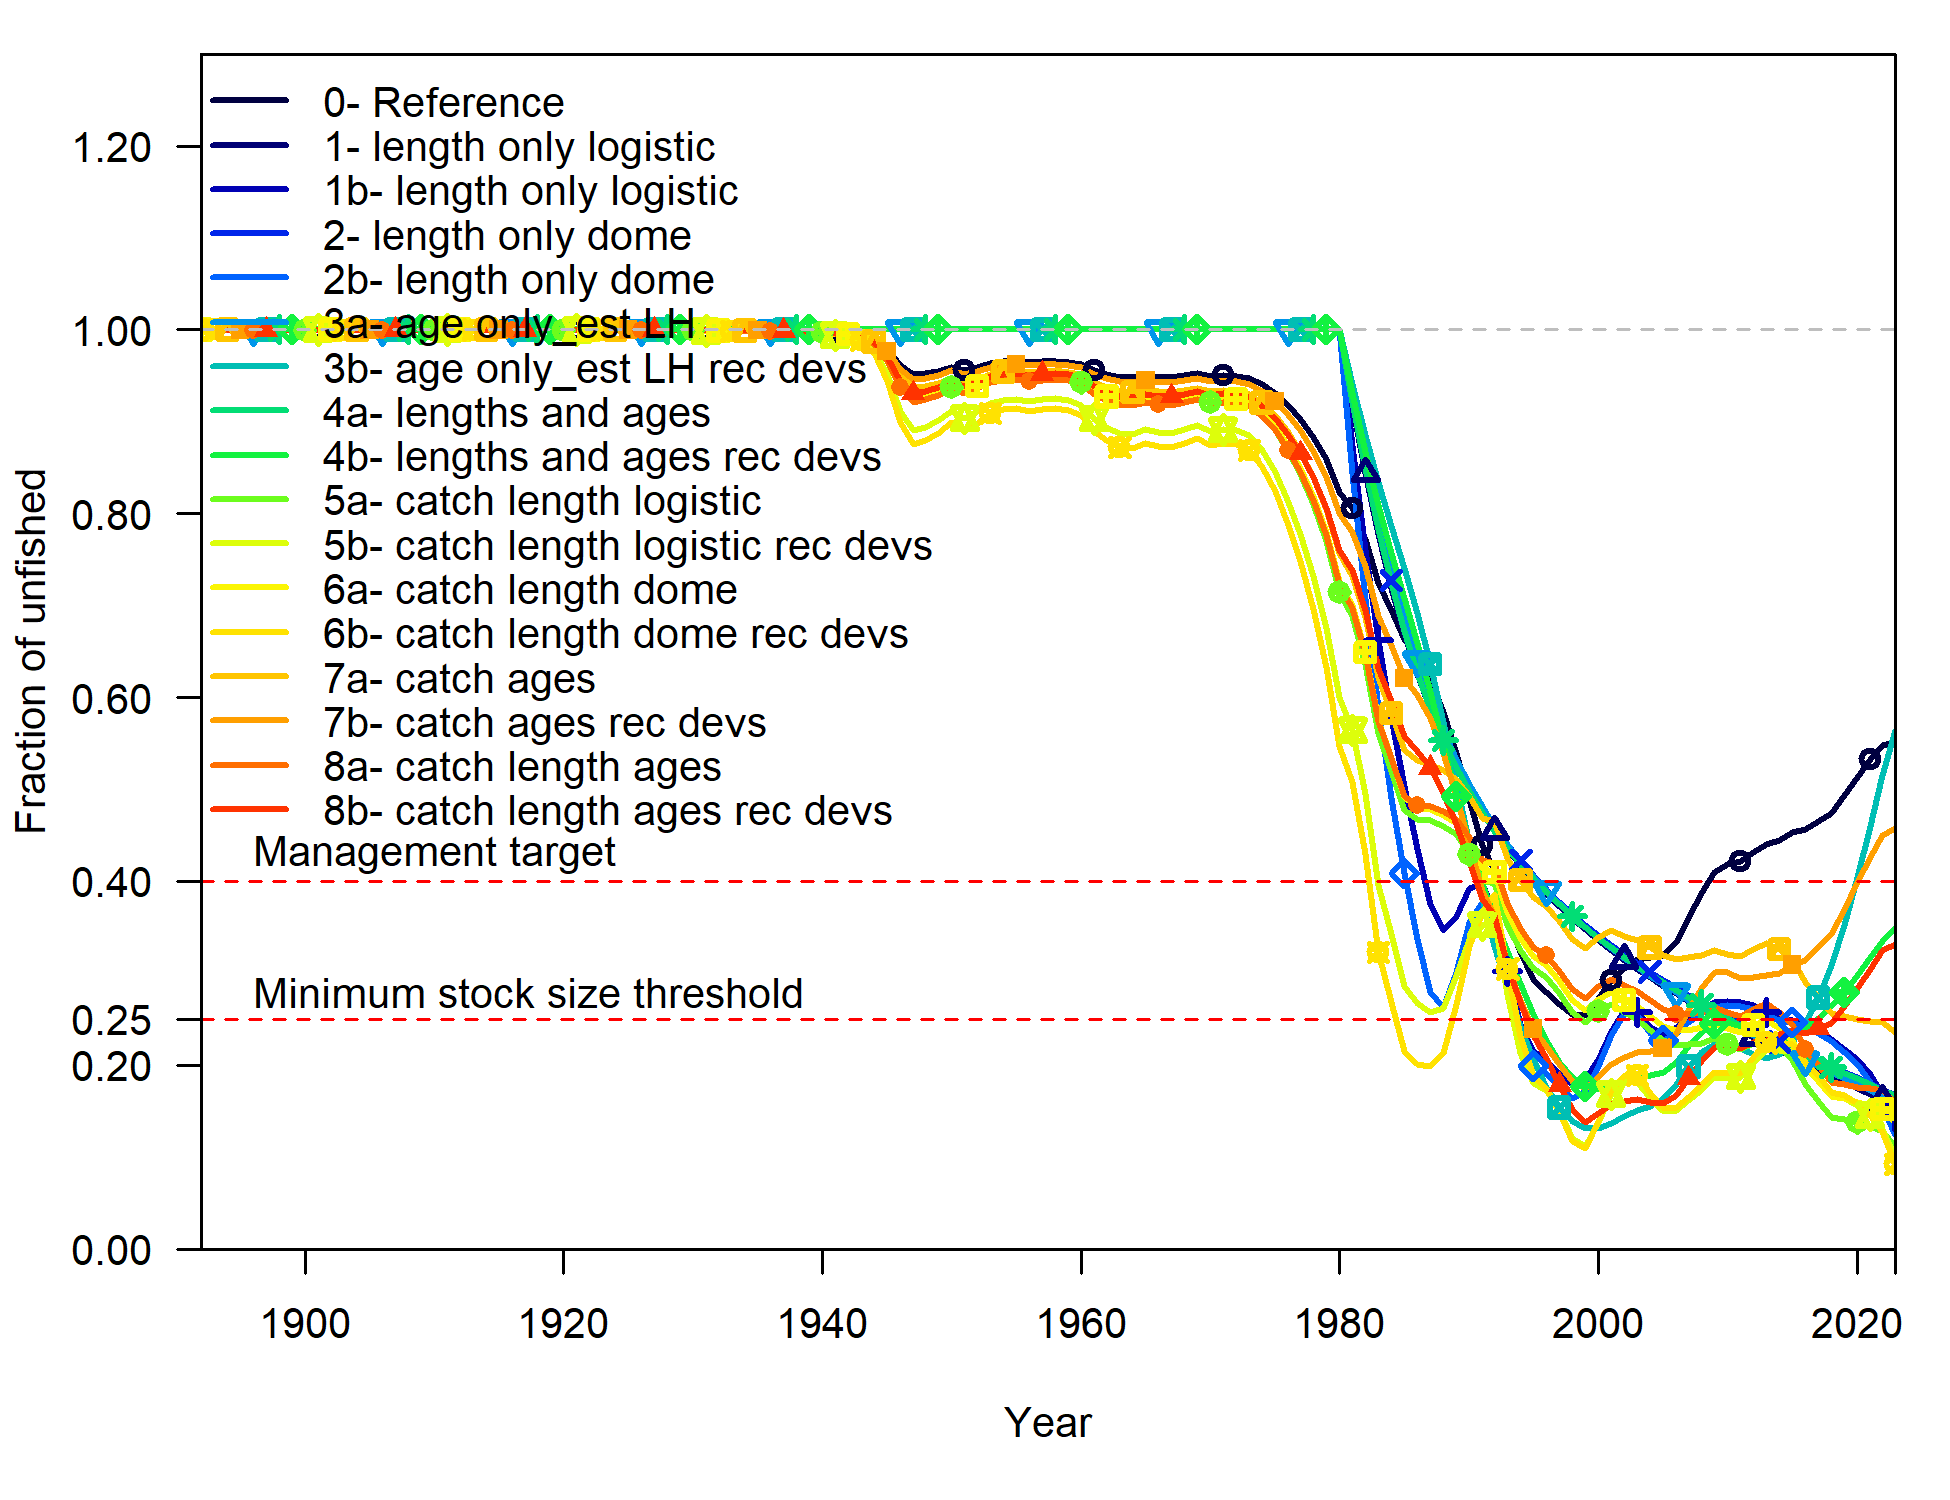 0- Reference
1- length only logistic
1b- length only logistic
2- length only dome
2b- length only dome
3a- age only_est LH
3b- age only_est LH rec devs
4a- lengths and ages
4b- lengths and ages rec devs
5a- catch length logistic
5b- catch length logistic rec devs
6a- catch length dome
6b- catch length dome rec devs
7a- catch ages
7b- catch ages rec devs
8a- catch length ages
8b- catch length ages rec devs
Management target
Minimum stock size threshold
1.20
1.00
0.80
0.60
0.40
0.25
0.20
0.00
Fraction of unfished
1900 1920 1940 1960 1980 2000 2020
Year